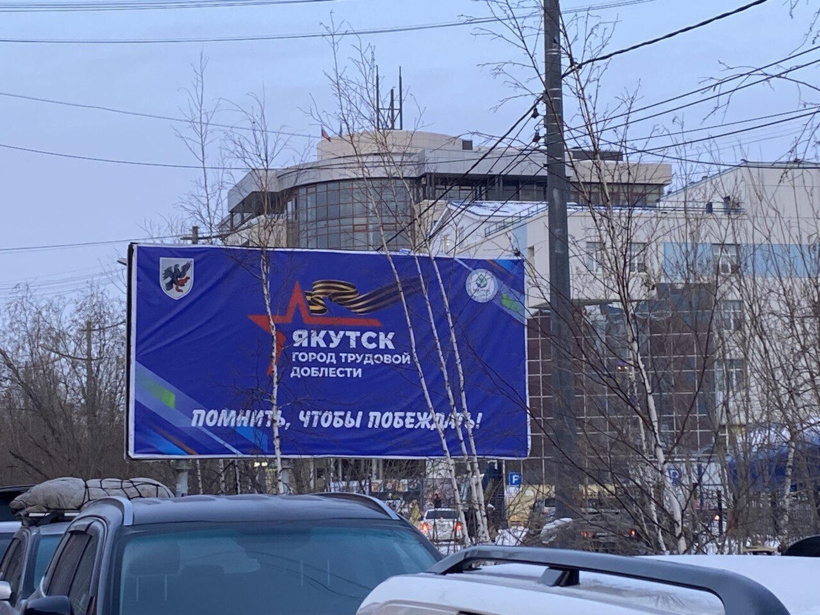 ЯКУТСК
ГОРОД ТРУДОВОЙ
ДОБЛЕСТИ
ПОМНИТЬ, ЧТОБЫ ПОБЕЖДАТЬ!
P
P